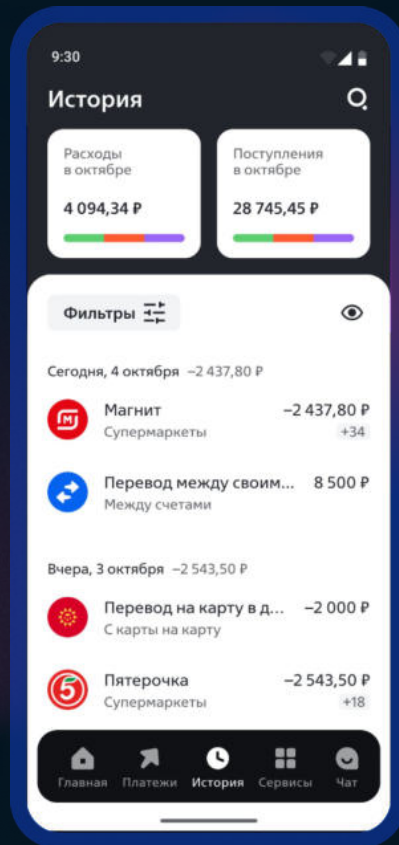 9:30
История
Расходы
в октябре
4 094,34 ₽
Поступления
в октябре
28 745,45 ₽
Фильтры
Сегодня, 4 октября −2 437,80 ₽
Магнит −2 437,80 ₽
Супермаркеты +34
Перевод между своим... 8 500 ₽
Между счетами
Вчера, 3 октября −2 543,50 ₽
Перевод на карту в д... −2 000 ₽
С карты на карту
Пятерочка −2 543,50 ₽
Супермаркеты +18
Главная Платежи История Сервисы Чат